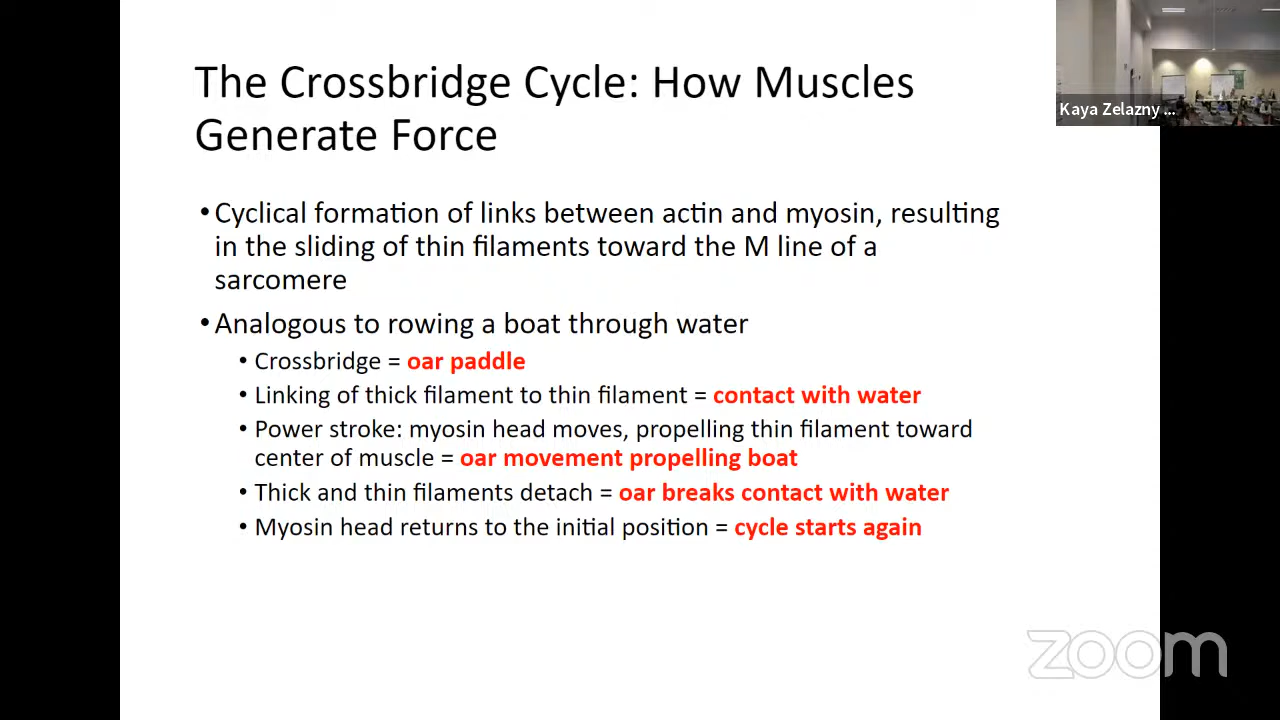 The Crossbridge Cycle: How Muscles
Generate Force
•Cyclical formation of links between actin and myosin, resulting
in the sliding of thin filaments toward the M line of a
sarcomere
•Analogous to rowing a boat through water
• Crossbridge = oar paddle
• Linking of thick filament to thin filament = contact with water
• Power stroke: myosin head moves, propelling thin filament toward
center of muscle = oar movement propelling boat
• Thick and thin filaments detach = oar breaks contact with water
• Myosin head returns to the initial position = cycle starts again
Kaya Zelazny ...
zoom